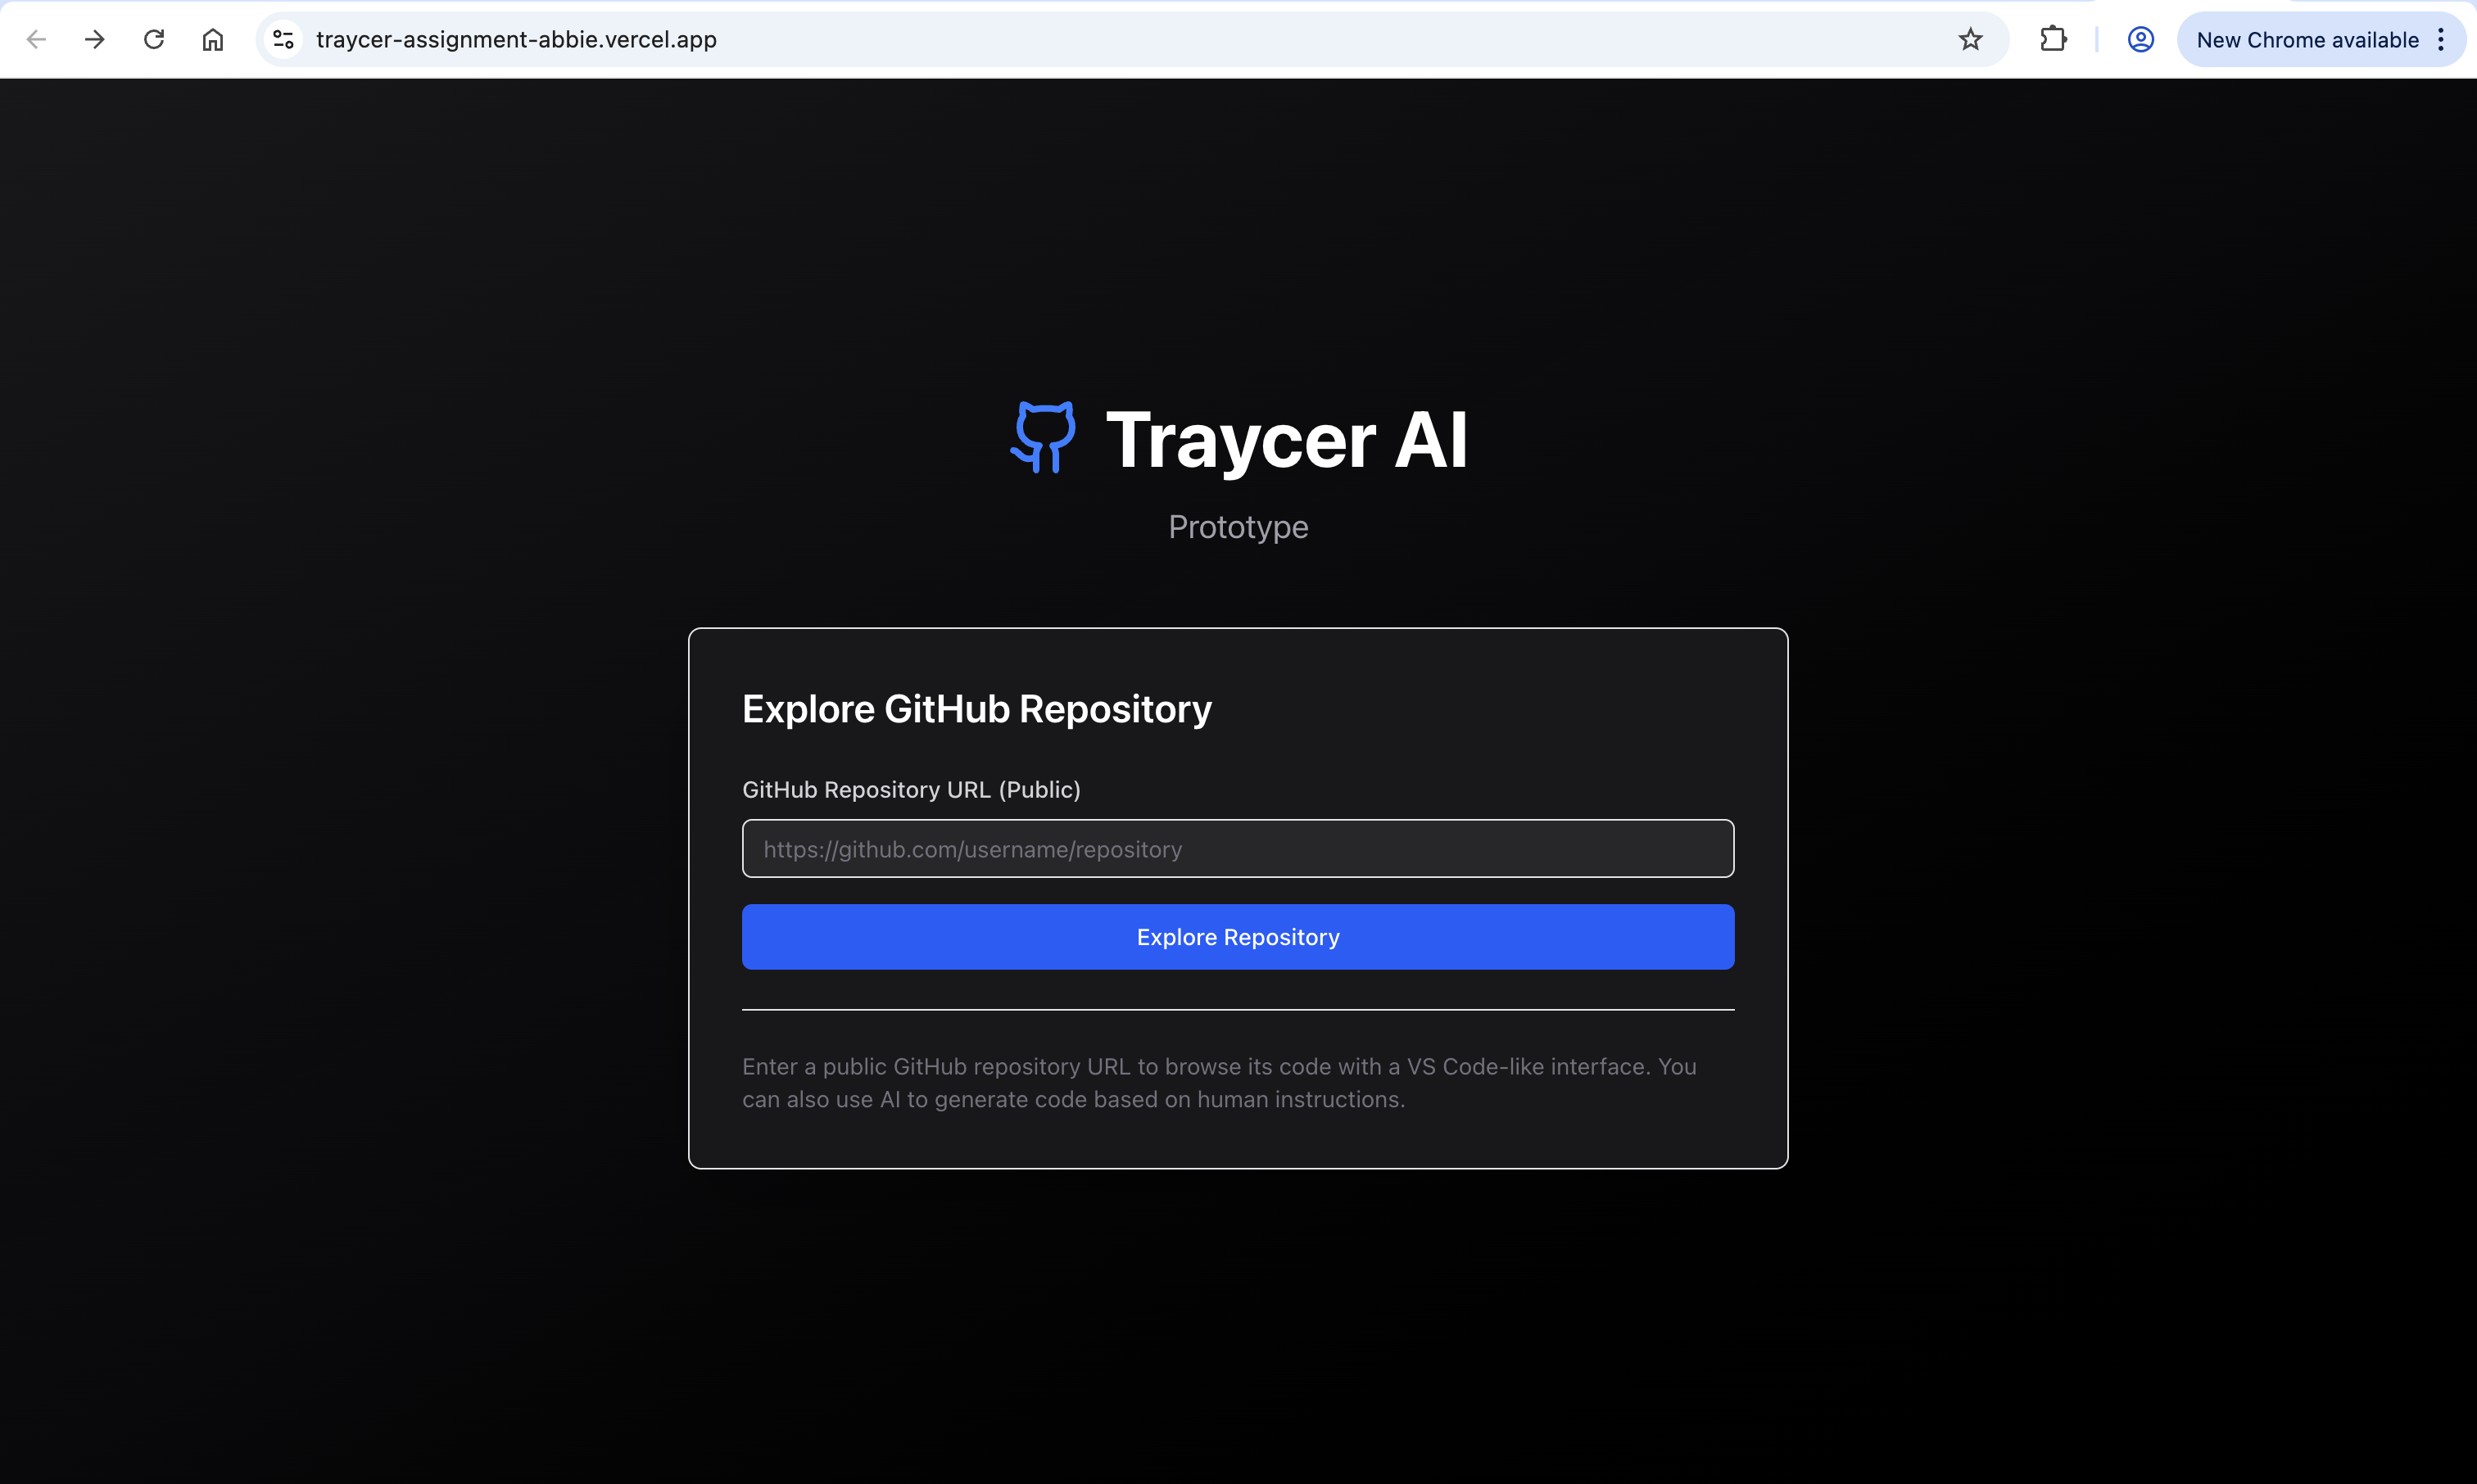 traycer-assignment-abbie.vercel.app
New Chrome available
Traycer AI
Prototype
Explore GitHub Repository
GitHub Repository URL (Public)
https://github.com/username/repository
Explore Repository
Enter a public GitHub repository URL to browse its code with a VS Code-like interface. You
can also use AI to generate code based on human instructions.